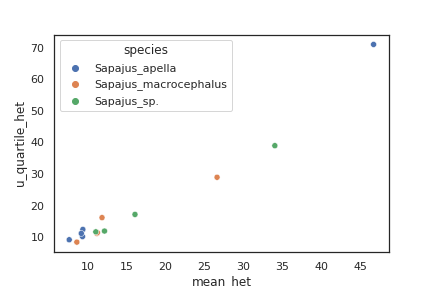 species
Sapajus_apella
Sapajus_macrocephalus
Sapajus_sp.
u_quartile_het
70
60
50
40
30
20
10
10 15 20 25 30 35 40 45
mean_het